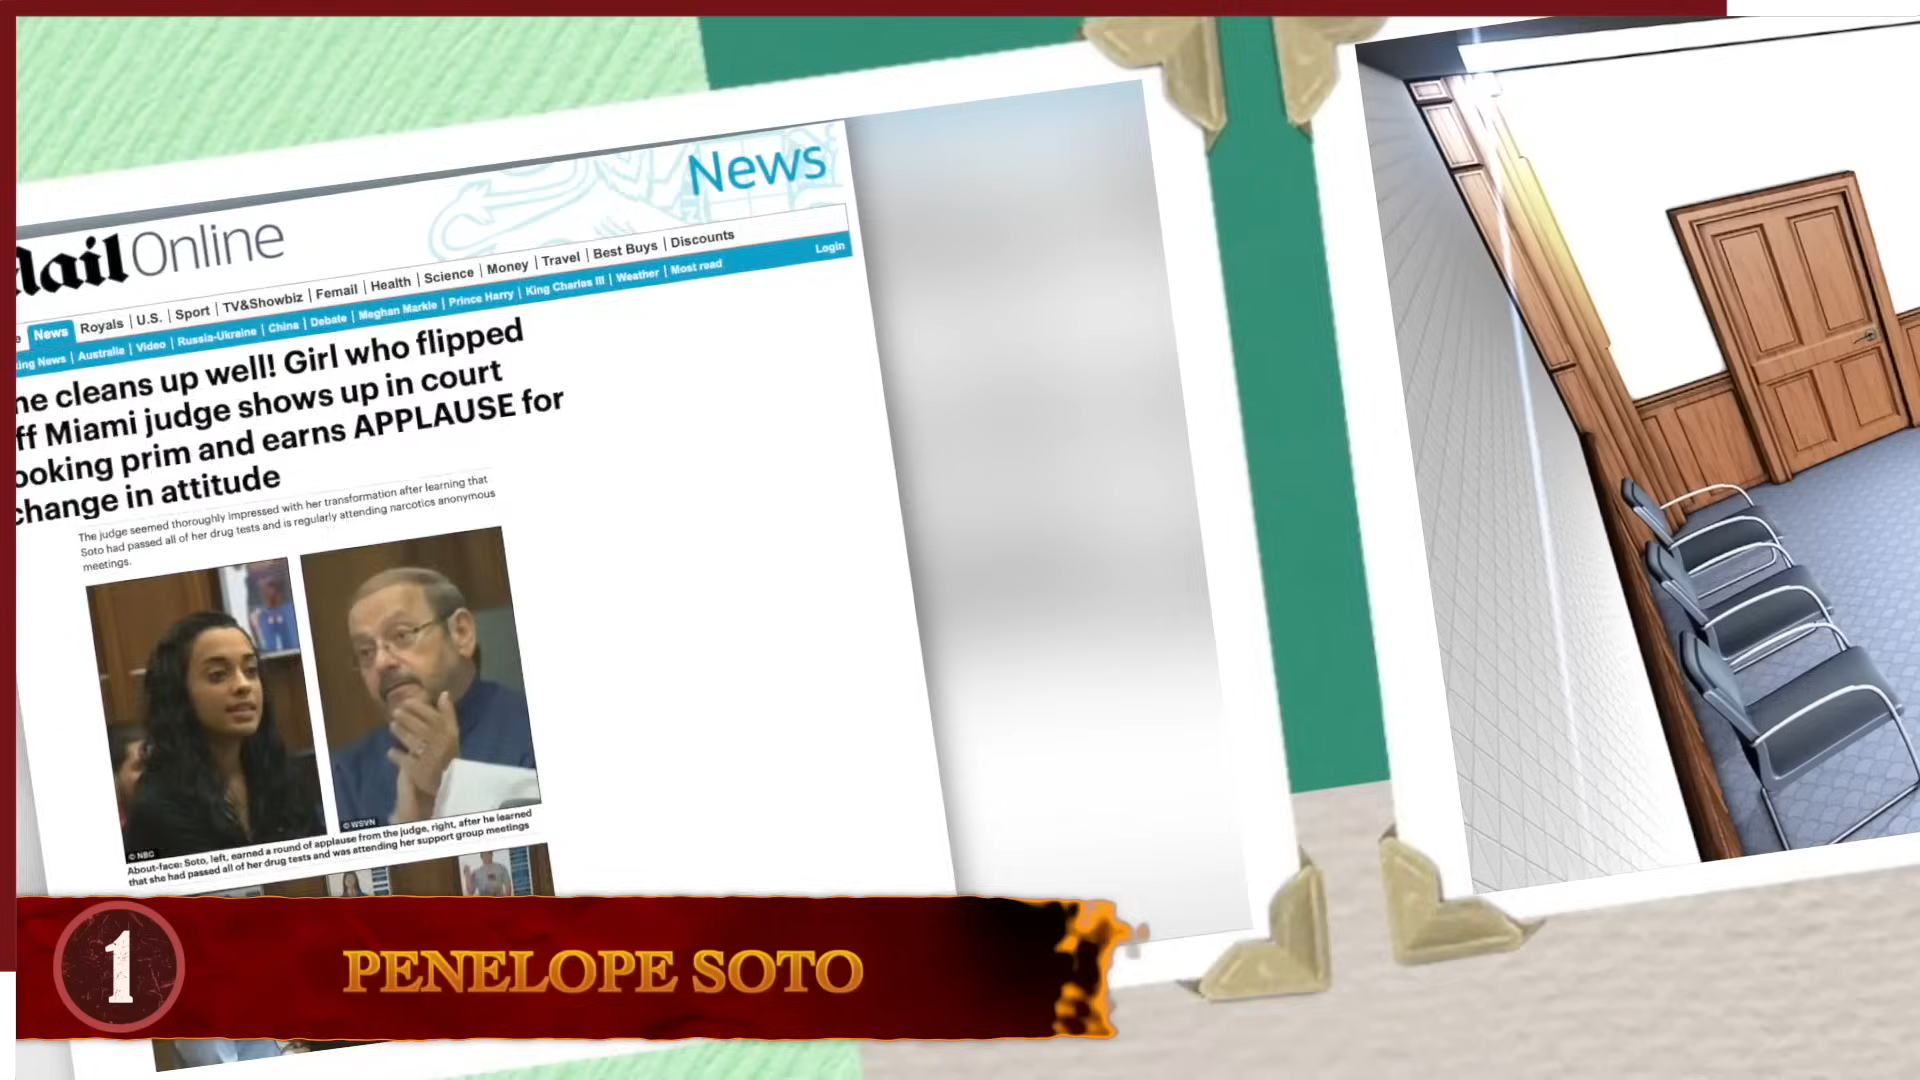 News
Mail Online
News Royals U.S. Sport TV&Showbiz Femail Health Science Money Travel Best Buys Discounts
Login
News Australia Video Russia-Ukraine China Debate Meghan Markle Prince Harry King Charles III Weather Most read
cleans up well! Girl who flipped
Miami judge shows up in court
prim and earns APPLAUSE for
change in attitude
The judge seemed thoroughly impressed with her transformation after learning that
Soto had passed all of her drug tests and is regularly attending narcotics anonymous
meetings.
© NBC
© WSVN
About-face: Soto, left, earned a round of applause from the judge, right, after he learned
that she had passed all of her drug tests and was attending her support group meetings
1
PENELOPE SOTO